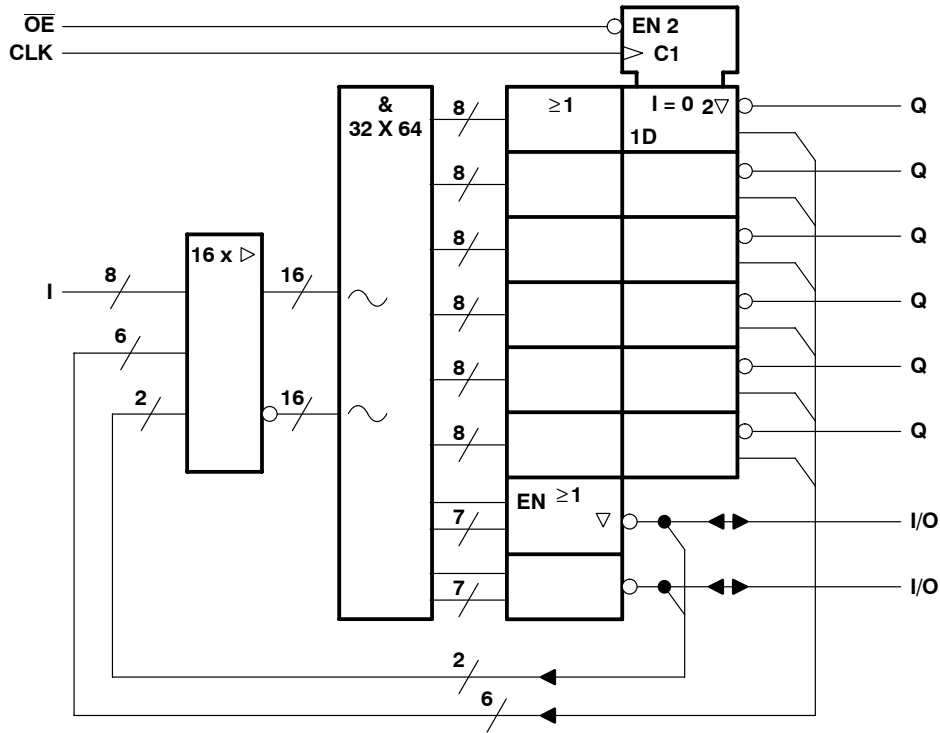 OE
EN 2
CLK
C1
&
32 X 64
8
≥1
I = 0
2▽
Q
1D
8
Q
8
Q
16 x ▷
I
8
16
8
Q
6
8
Q
2
16
8
Q
EN
≥1
▽
7
I/O
7
I/O
2
6